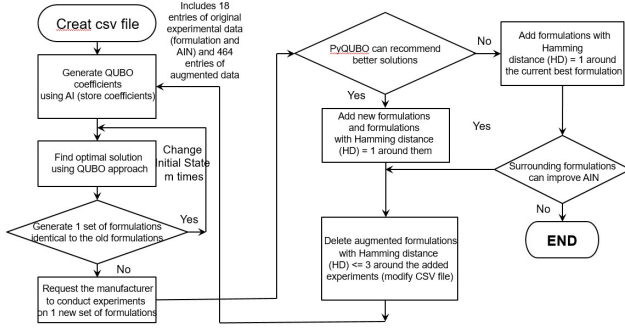 Creat csv file
Includes 18
entries of original
experimental data
(formulation and
AIN) and 464
entries of
augmented data
Generate QUBO
coefficients
using AI (store coefficients)
Change
Initial State
m times
Find optimal solution
using QUBO approach
Generate 1 set of formulations
identical to the old formulations
Yes
No
Request the manufacturer
to conduct experiments
on 1 new set of formulations
PyQUBO can recommend
better solutions
No
Yes
Add new formulations
and formulations
with Hamming distance
(HD) = 1 around them
Delete augmented formulations
with Hamming distance
(HD) <= 3 around the added
experiments (modify CSV file)
Add formulations with
Hamming
distance (HD) = 1 around
the current best formulation
Yes
Surrounding formulations
can improve AIN
No
END